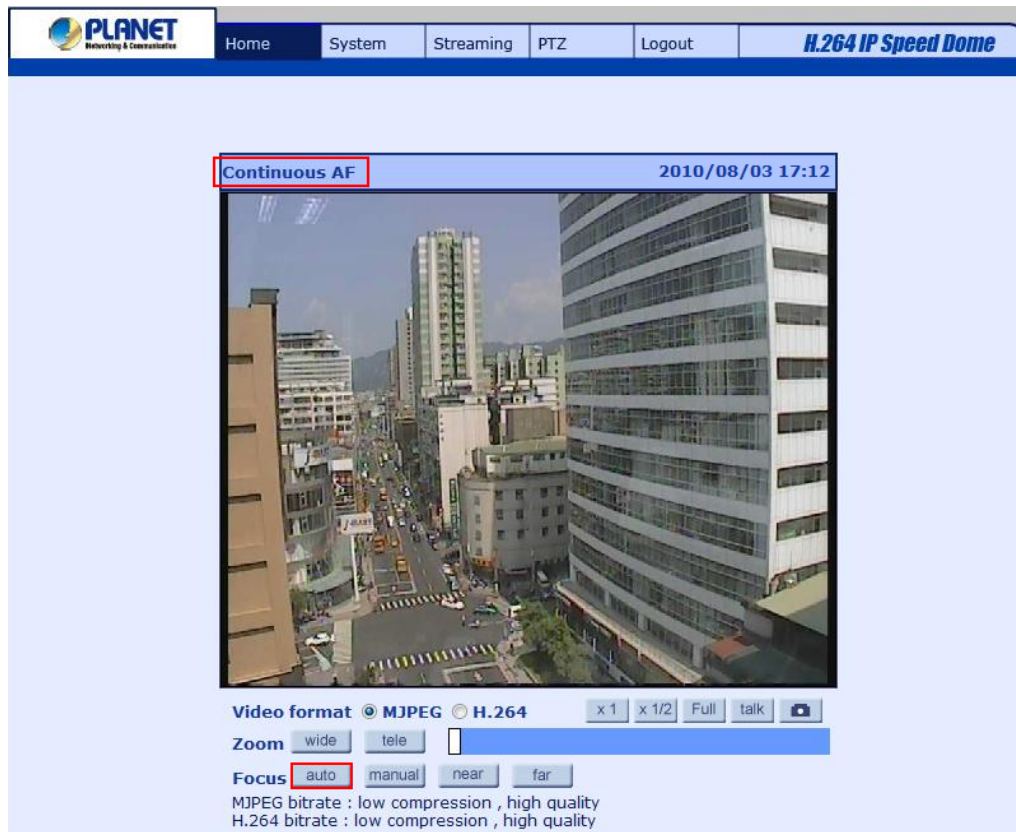 PLANET
Networking & Communication
Home System Streaming PTZ Logout H.264 IP Speed Dome
Continuous AF 2010/08/03 17:12
Video format MJPEG H.264 x 1 x 1/2 Full talk
Zoom wide tele
Focus auto manual near far
MJPEG bitrate : low compression , high quality
H.264 bitrate : low compression , high quality